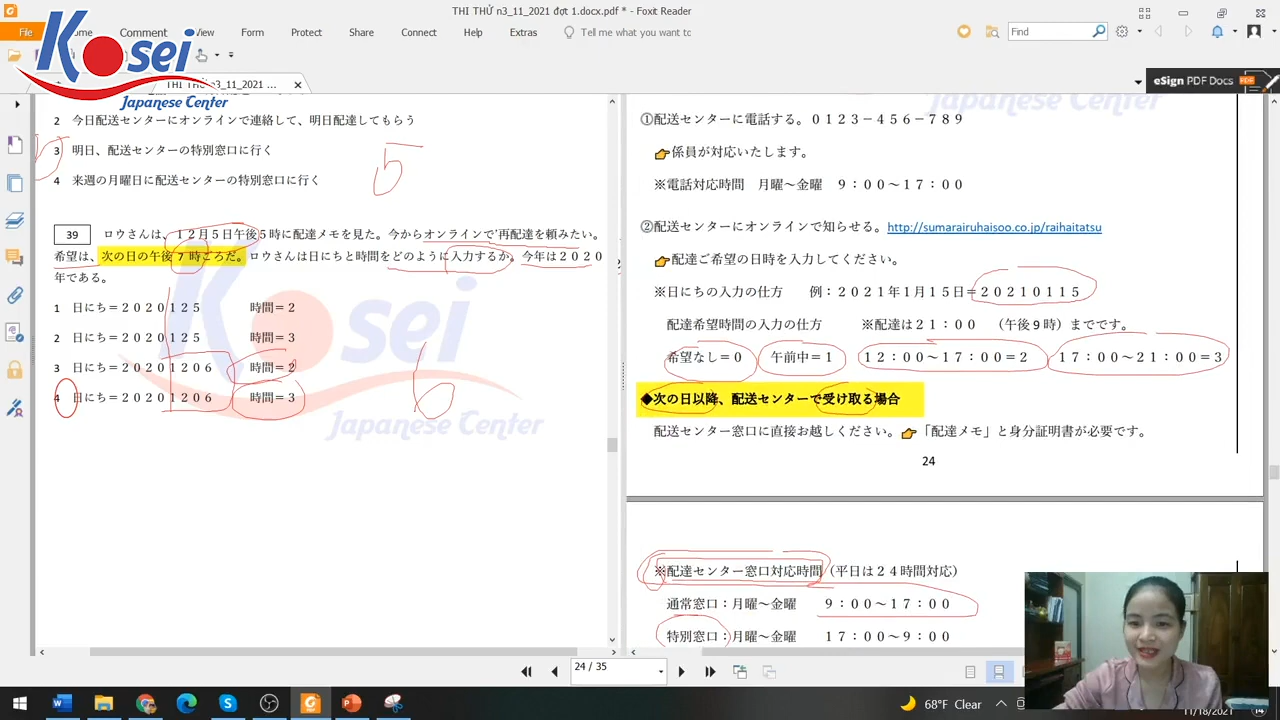 THI THỬ n3_11_2021 đợt 1.docx.pdf * - Foxit Reader
File
Home
Comment
View
Form
Protect
Share
Connect
Help
Extras
Tell me what you want to
Find
Kosei
Japanese Center
THI THỬ n3_11_2021 ...
eSign PDF Docs
2 今日配送センターにオンラインで連絡して、明日配達してもらう
3 明日、配送センターの特別窓口に行く
4 来週の月曜日に配送センターの特別窓口に行く
5
39 ロウさんは、12月5日午後5時に配達メモを見た。今からオンラインで再配達を頼みたい。
希望は、次の日の午後7時ごろだ。ロウさんは日にちと時間をどのように入力するか。今年は2020
年である。
1 日にち=2020125 時間=2
2 日にち=2020125 時間=3
3 日にち=20201206 時間=2
4 日にち=20201206 時間=3
6
Kosei
Japanese Center
Japanese Center
①配送センターに電話する。0123-456-789
係員が対応いたします。
※電話対応時間 月曜~金曜 9:00~17:00
②配送センターにオンラインで知らせる。http://sumarairuhaisoo.co.jp/raihaitatsu
配達ご希望の日時を入力してください。
※日にちの入力の仕方 例:2021年1月15日=20210115
配達希望時間の入力の仕方 ※配達は21:00 (午後9時)までです。
希望なし=0 午前中=1 12:00~17:00=2 17:00~21:00=3
◆次の日以降、配送センターで受け取る場合
配送センター窓口に直接お越しください。「配達メモ」と身分証明書が必要です。
24
※配達センター窓口対応時間(平日は24時間対応)
通常窓口:月曜~金曜 9:00~17:00
特別窓口:月曜~金曜 17:00~9:00
24 / 35
68°F Clear
11/18/2021
14